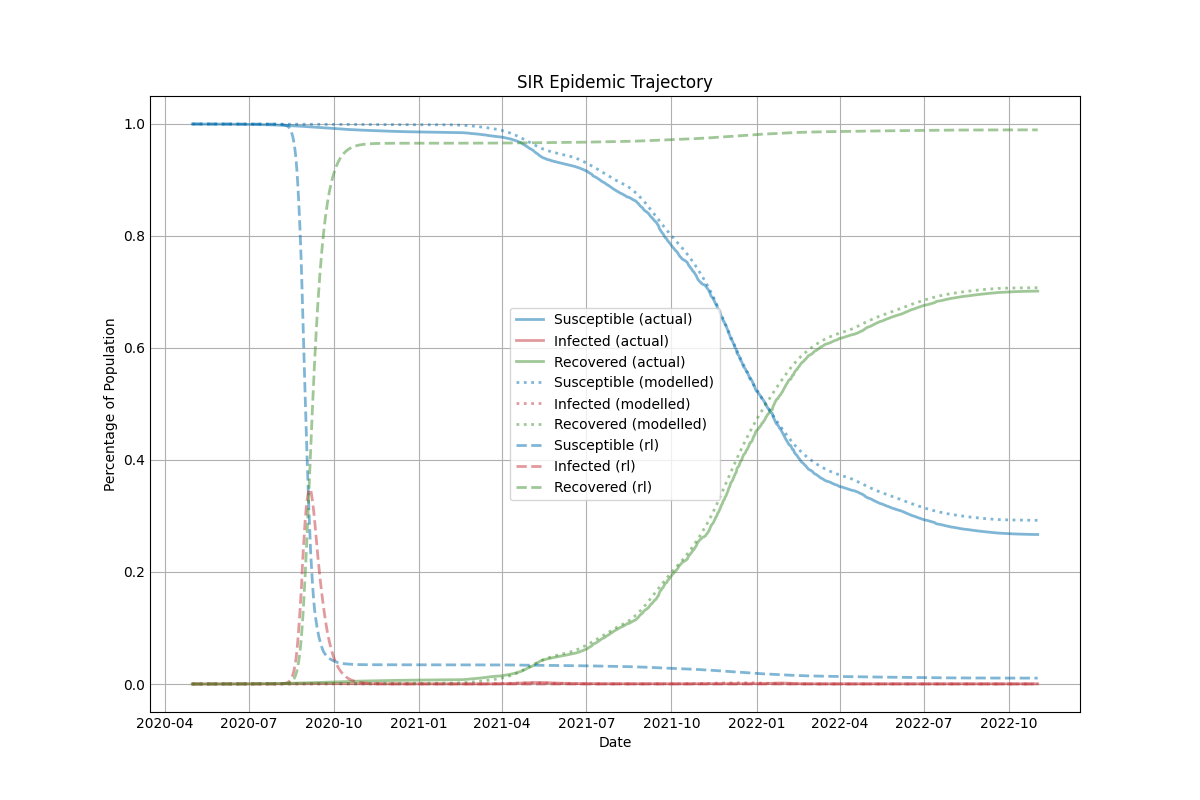 SIR Epidemic Trajectory
1.0
0.8
0.6
0.4
0.2
0.0
Percentage of Population
Susceptible (actual)
Infected (actual)
Recovered (actual)
Susceptible (modelled)
Infected (modelled)
Recovered (modelled)
Susceptible (rl)
Infected (rl)
Recovered (rl)
2020-04 2020-07 2020-10 2021-01 2021-04 2021-07 2021-10 2022-01 2022-04 2022-07 2022-10
Date